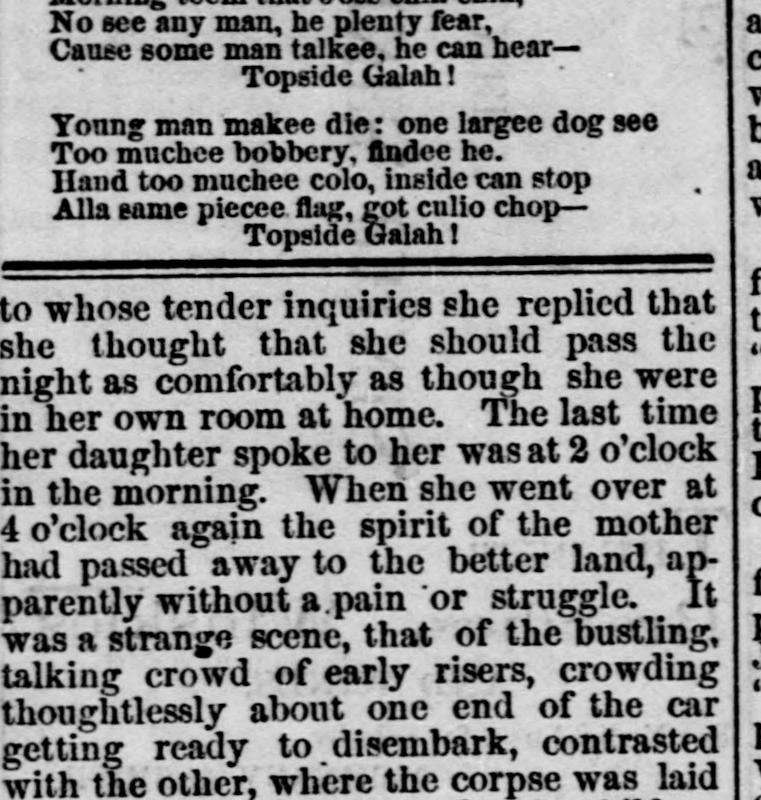 No see any man, he plenty fear,
Cause some man talkee, he can hear—
Topside Galah!
Young man makee die: one largee dog see
Too muchee bobbery, findee he.
Hand too muchee colo, inside can stop
Alla same piecee flag, got culio chop—
Topside Galah!
to whose tender inquiries she replied that
she thought that she should pass the
night as comfortably as though she were
in her own room at home. The last time
her daughter spoke to her was at 2 o'clock
in the morning. When she went over at
4 o'clock again the spirit of the mother
had passed away to the better land, ap-
parently without a pain or struggle. It
was a strange scene, that of the bustling,
talking crowd of early risers, crowding
thoughtlessly about one end of the car
getting ready to disembark, contrasted
with the other, where the corpse was laid